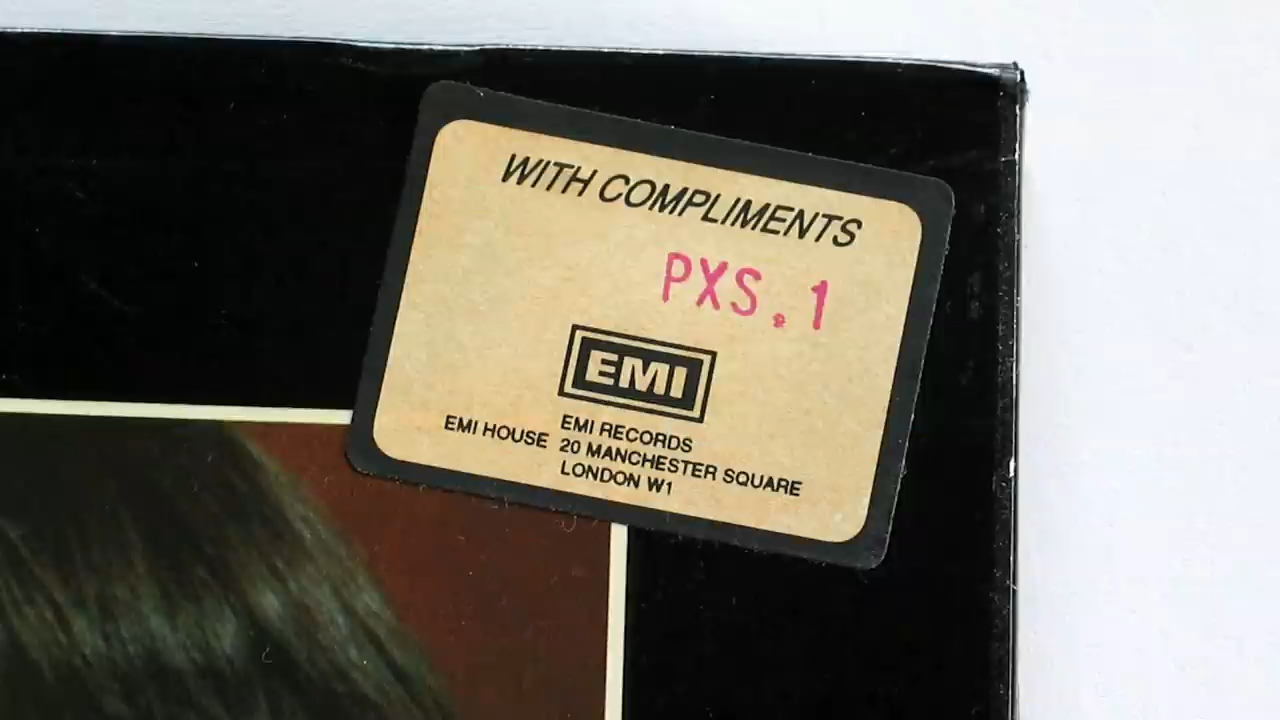 WITH COMPLIMENTS
PXS.1
EMI
EMI RECORDS
EMI HOUSE 20 MANCHESTER SQUARE
LONDON W1